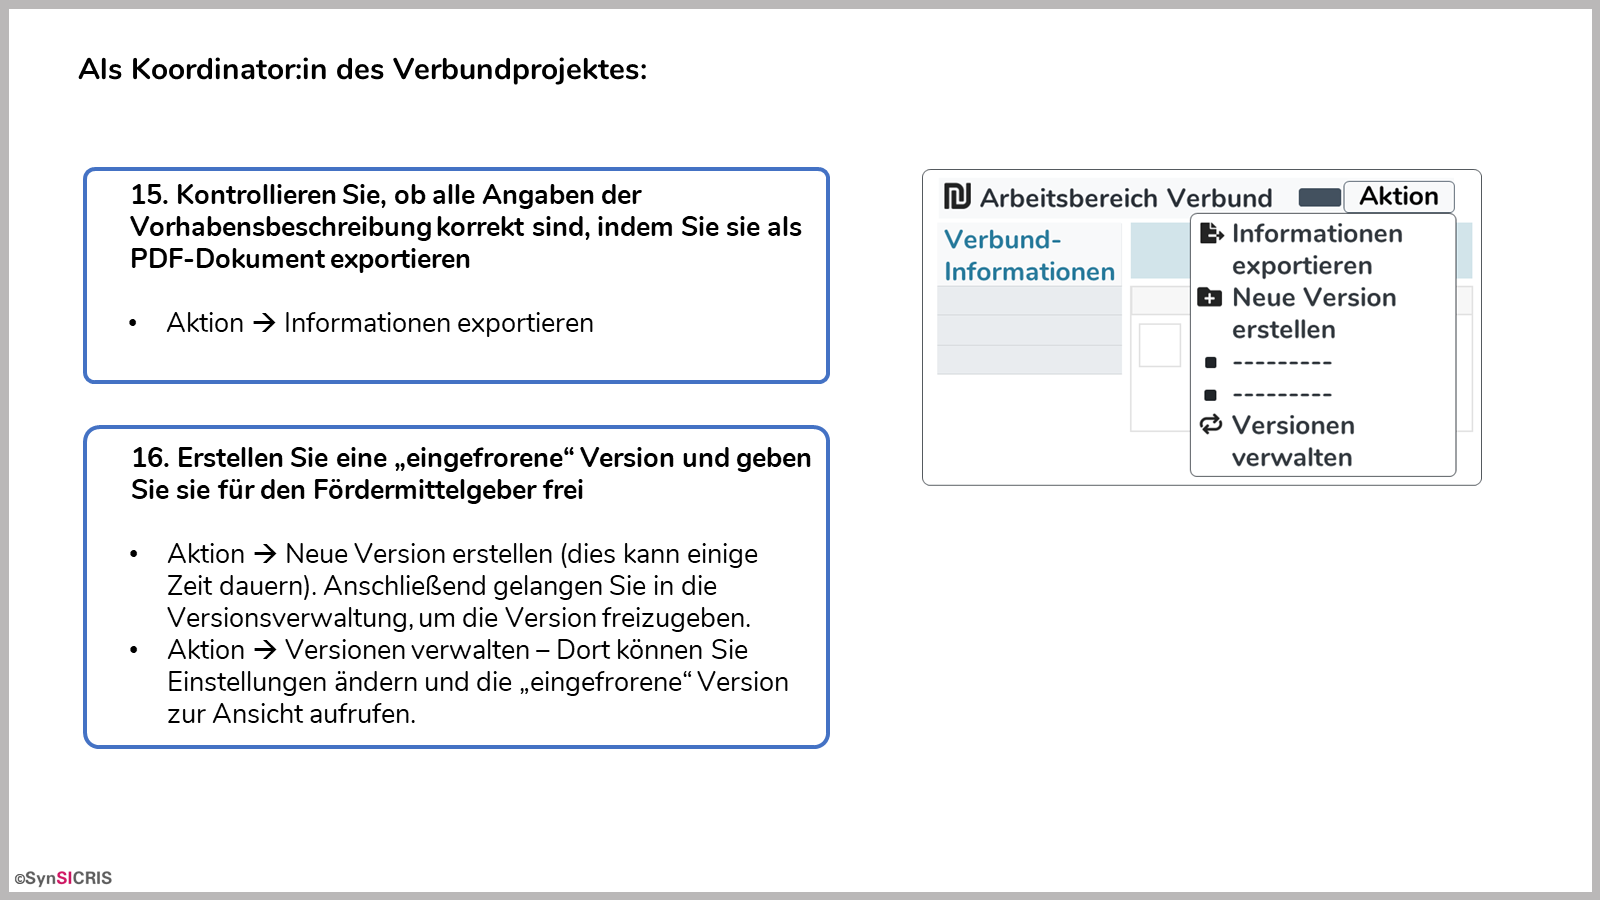 Als Koordinator:in des Verbundprojektes:
15. Kontrollieren Sie, ob alle Angaben der
Vorhabensbeschreibung korrekt sind, indem Sie sie als
PDF-Dokument exportieren
• Aktion → Informationen exportieren
16. Erstellen Sie eine „eingefrorene“ Version und geben
Sie sie für den Fördermittelgeber frei
• Aktion → Neue Version erstellen (dies kann einige
Zeit dauern). Anschließend gelangen Sie in die
Versionsverwaltung, um die Version freizugeben.
• Aktion → Versionen verwalten – Dort können Sie
Einstellungen ändern und die „eingefrorene“ Version
zur Ansicht aufrufen.
Arbeitsbereich Verbund
Aktion
Verbund-
Informationen
Informationen
exportieren
Neue Version
erstellen
---------
---------
Versionen
verwalten
©SynSICRIS